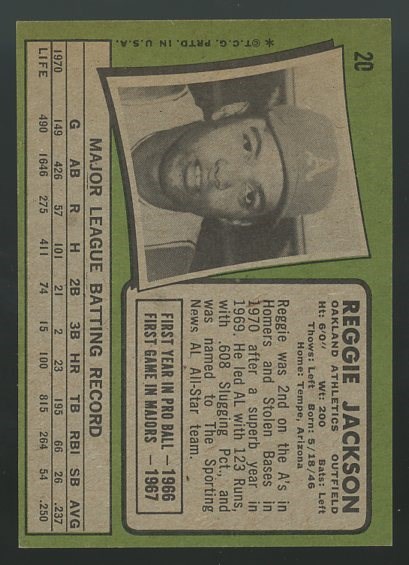 20
REGGIE JACKSON
OAKLAND ATHLETICS OUTFIELD
Ht: 6'0" Wt: 200 Bats: Left
Thows: Left Born: 5/18/46
Home: Tempe, Arizona
Reggie was 2nd on the A's in
Homers and Stolen Bases in
1970 after a superb year in
1969. He led AL with 123 Runs,
with .608 Slugging Pct., and
was named to The Sporting
News AL All-Star team.
FIRST YEAR IN PRO BALL — 1966
FIRST GAME IN MAJORS — 1967
A
*©T.C.G. PRTD. IN U.S.A.
MAJOR LEAGUE BATTING RECORD
G AB R H 2B 3B HR TB RBI SB AVG
1970 149 426 57 101 21 2 23 195 66 26 .237
LIFE 490 1646 275 411 74 15 100 815 264 54 .250